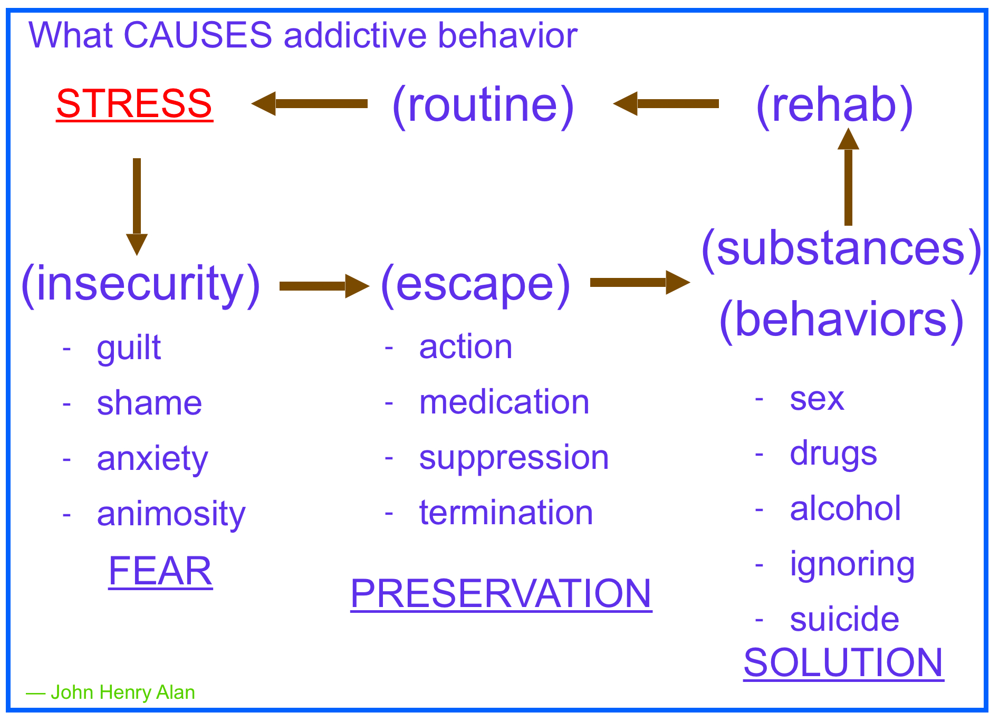 What CAUSES addictive behavior
STRESS
(routine)
(rehab)
(insecurity)
- guilt
- shame
- anxiety
- animosity
FEAR
(escape)
- action
- medication
- suppression
- termination
PRESERVATION
(substances)
(behaviors)
- sex
- drugs
- alcohol
- ignoring
- suicide
SOLUTION
— John Henry Alan